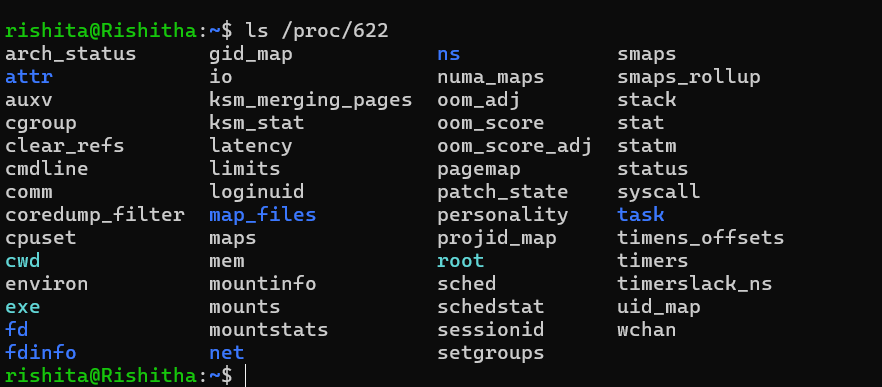 rishita@Rishitha:~$ ls /proc/622
arch_status gid_map ns smaps
attr io numa_maps smaps_rollup
auxv ksm_merging_pages oom_adj stack
cgroup ksm_stat oom_score stat
clear_refs latency oom_score_adj statm
cmdline limits pagemap status
comm loginuid patch_state syscall
coredump_filter map_files personality task
cpuset maps projid_map timens_offsets
cwd mem root timers
environ mountinfo sched timerslack_ns
exe mounts schedstat uid_map
fd mountstats sessionid wchan
fdinfo net setgroups
rishita@Rishitha:~$